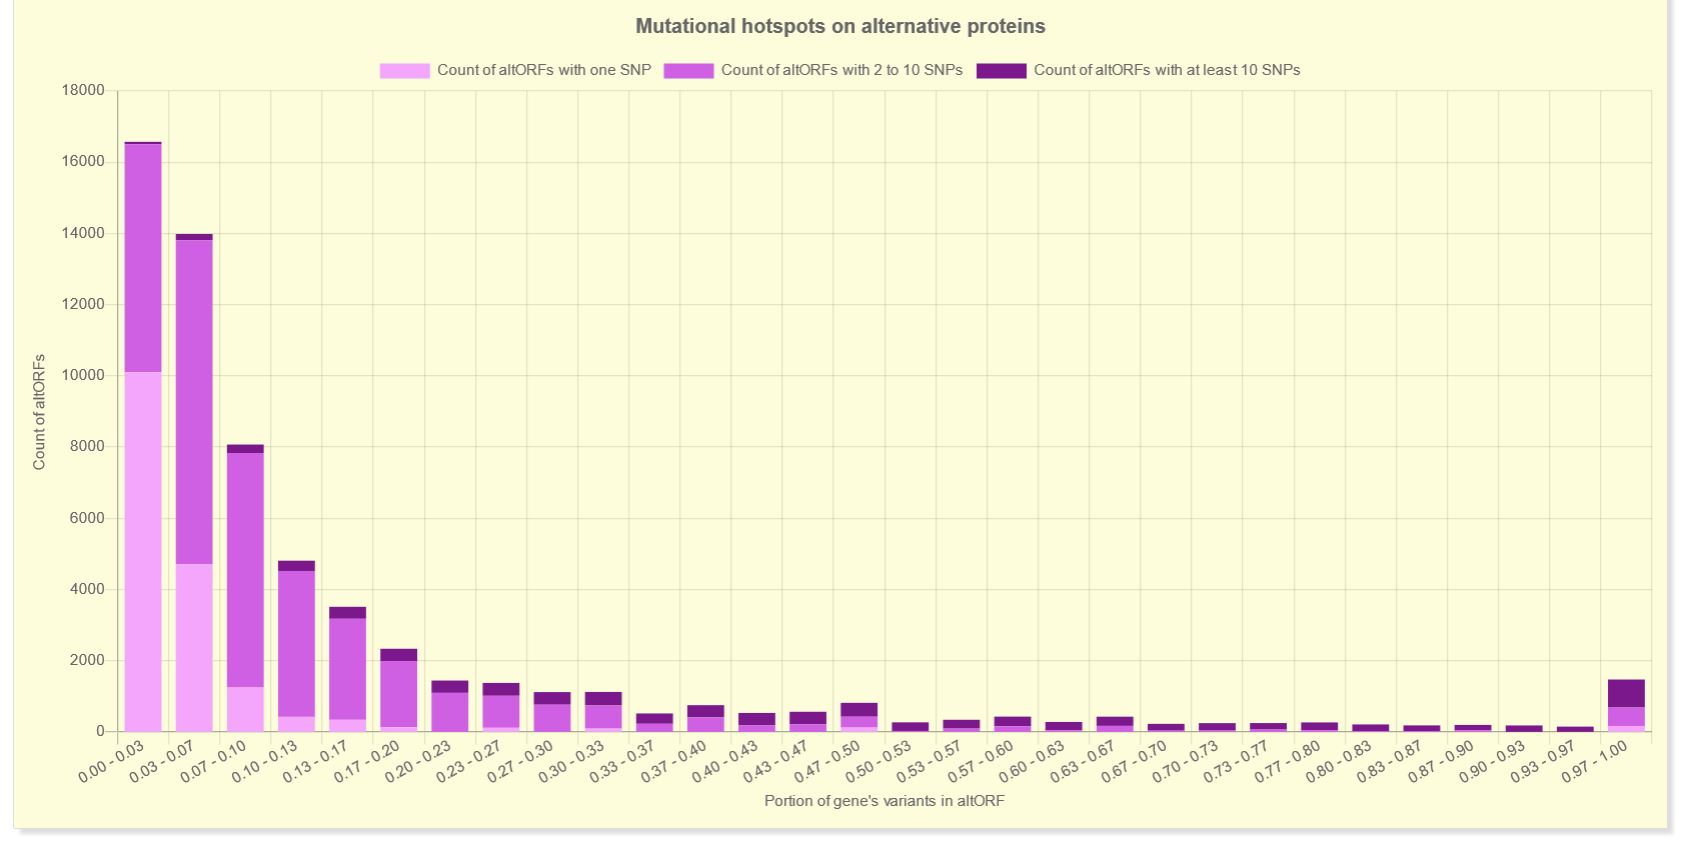 Mutational hotspots on alternative proteins
Count of altORFs with one SNP Count of altORFs with 2 to 10 SNPs Count of altORFs with at least 10 SNPs
18000
16000
14000
12000
10000
8000
6000
4000
2000
0
Count of altORFs
0.00 - 0.03 0.03 - 0.07 0.07 - 0.10 0.10 - 0.13 0.13 - 0.17 0.17 - 0.20 0.20 - 0.23 0.23 - 0.27 0.27 - 0.30 0.30 - 0.33 0.33 - 0.37 0.37 - 0.40 0.40 - 0.43 0.43 - 0.47 0.47 - 0.50 0.50 - 0.53 0.53 - 0.57 0.57 - 0.60 0.60 - 0.63 0.63 - 0.67 0.67 - 0.70 0.70 - 0.73 0.73 - 0.77 0.77 - 0.80 0.80 - 0.83 0.83 - 0.87 0.87 - 0.90 0.90 - 0.93 0.93 - 0.97 0.97 - 1.00
Portion of gene's variants in altORF